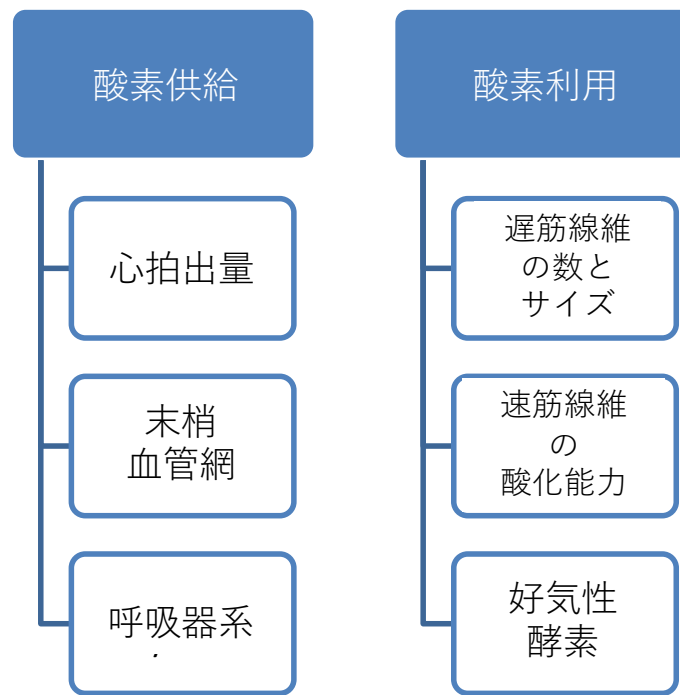 酸素供給
心拍出量
末梢
血管網
呼吸器系
酸素利用
遅筋線維
の数と
サイズ
速筋線維
の
酸化能力
好気性
酵素